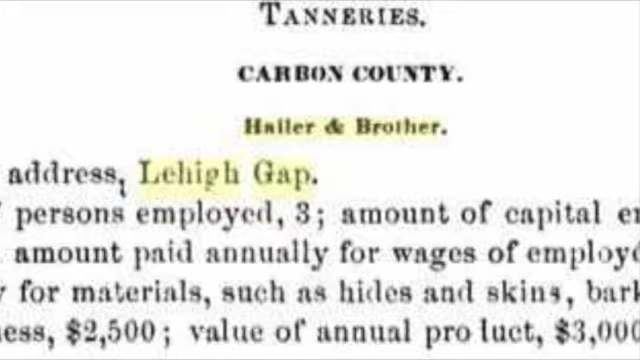 TANNERIES.
CARBON COUNTY.
Haller & Brother.
address, Lehigh Gap.
persons employed, 3; amount of capital
amount paid annually for wages of
for materials, such as hides and skins, bark
$2,500; value of annual pro luct, $3,000